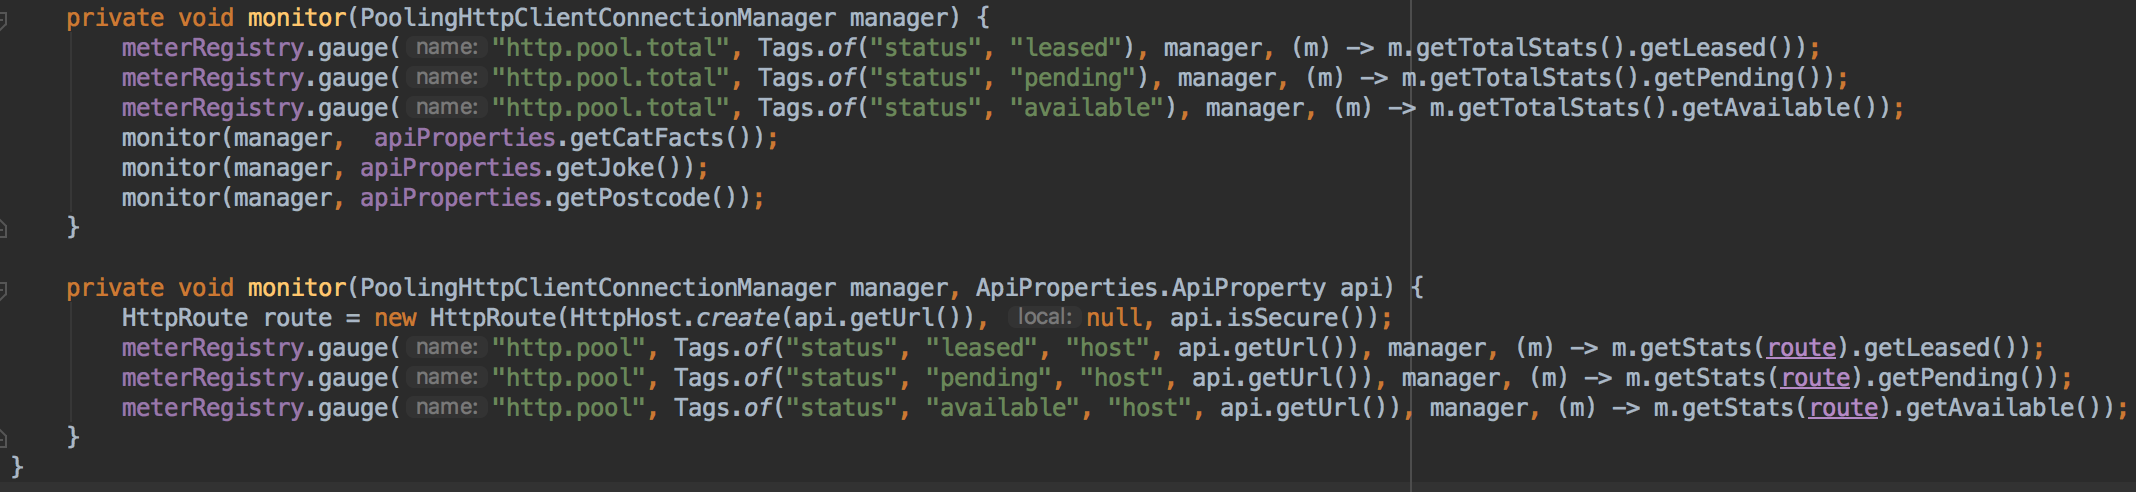 private void monitor(PoolingHttpClientConnectionManager manager) {
meterRegistry.gauge( name: "http.pool.total", Tags.of("status", "leased"), manager, (m) -> m.getTotalStats().getLeased());
meterRegistry.gauge( name: "http.pool.total", Tags.of("status", "pending"), manager, (m) -> m.getTotalStats().getPending());
meterRegistry.gauge( name: "http.pool.total", Tags.of("status", "available"), manager, (m) -> m.getTotalStats().getAvailable());
monitor(manager,  apiProperties.getCatFacts());
monitor(manager, apiProperties.getJoke());
monitor(manager, apiProperties.getPostcode());
}
private void monitor(PoolingHttpClientConnectionManager manager, ApiProperties.ApiProperty api) {
HttpRoute route = new HttpRoute(HttpHost.create(api.getUrl()), local: null, api.isSecure());
meterRegistry.gauge( name: "http.pool", Tags.of("status", "leased", "host", api.getUrl()), manager, (m) -> m.getStats(route).getLeased());
meterRegistry.gauge( name: "http.pool", Tags.of("status", "pending", "host", api.getUrl()), manager, (m) -> m.getStats(route).getPending());
meterRegistry.gauge( name: "http.pool", Tags.of("status", "available", "host", api.getUrl()), manager, (m) -> m.getStats(route).getAvailable());
}
}